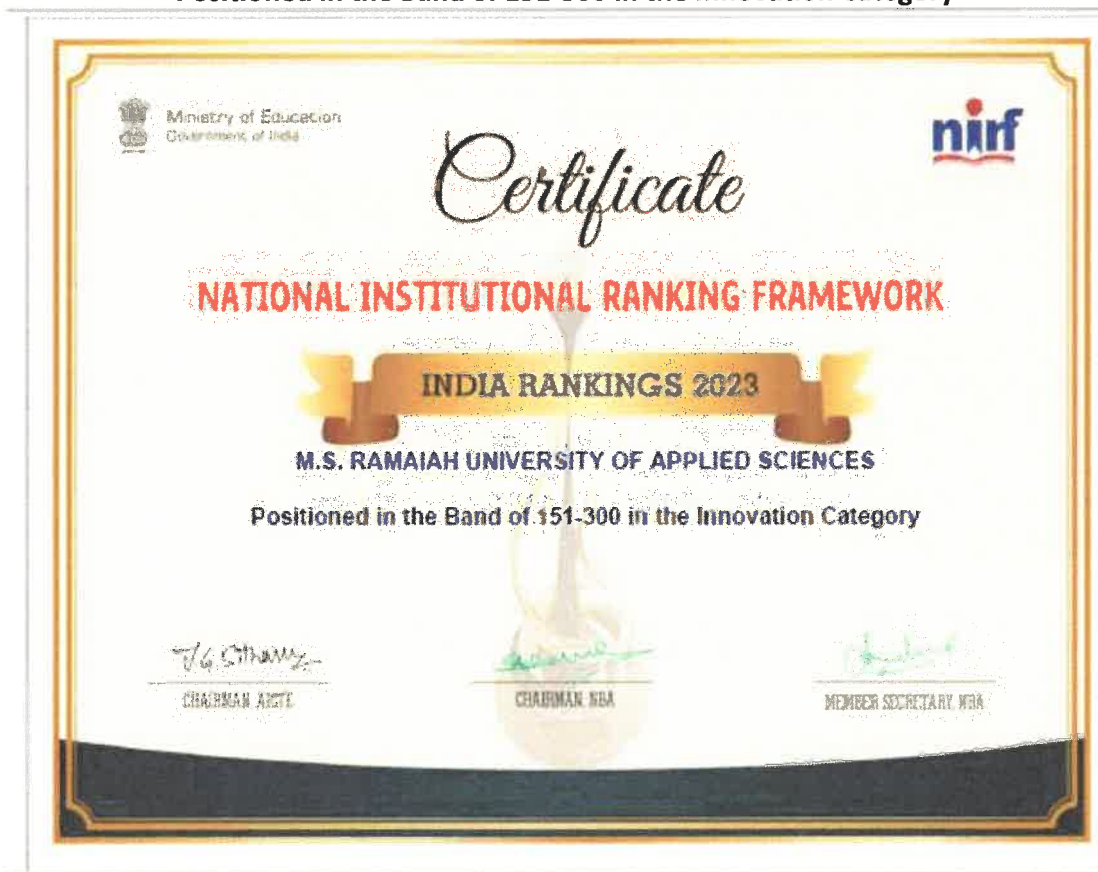 Ministry of Education
Government of India
nirf
Certificate
NATIONAL INSTITUTIONAL RANKING FRAMEWORK
INDIA RANKINGS 2023
M.S. RAMAIAH UNIVERSITY OF APPLIED SCIENCES
Positioned in the Band of 151-300 in the Innovation Category
CHAIRMAN AICTE
CHAIRMAN NBA
MEMBER SECRETARY, NBA